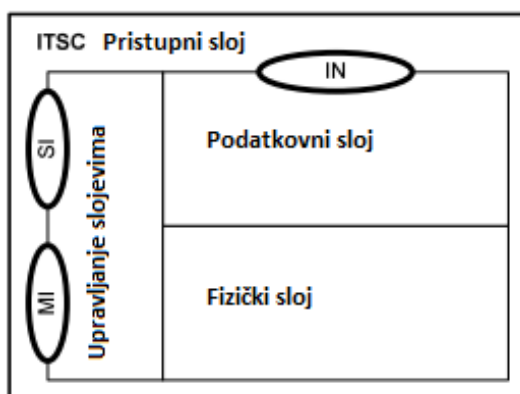 ITSC Pristupni sloj
IN
SI
Podatkovni sloj
Upravljanje slojevima
MI
Fizički sloj